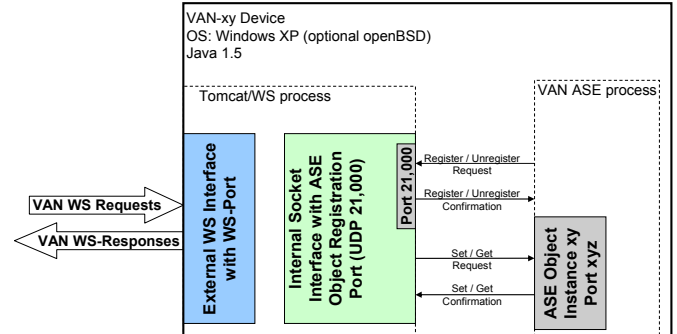 VAN-xy Device
OS: Windows XP (optional openBSD)
Java 1.5
Tomcat/WS process
VAN ASE process
VAN WS Requests
VAN WS-Responses
External WS Interface
with WS-Port
Internal Socket
Interface with ASE
Object Registration
Port (UDP 21,000)
Port 21,000
Register / Unregister
Request
Register / Unregister
Confirmation
Set / Get
Request
Set / Get
Confirmation
ASE Object
Instance xy
Port xyz